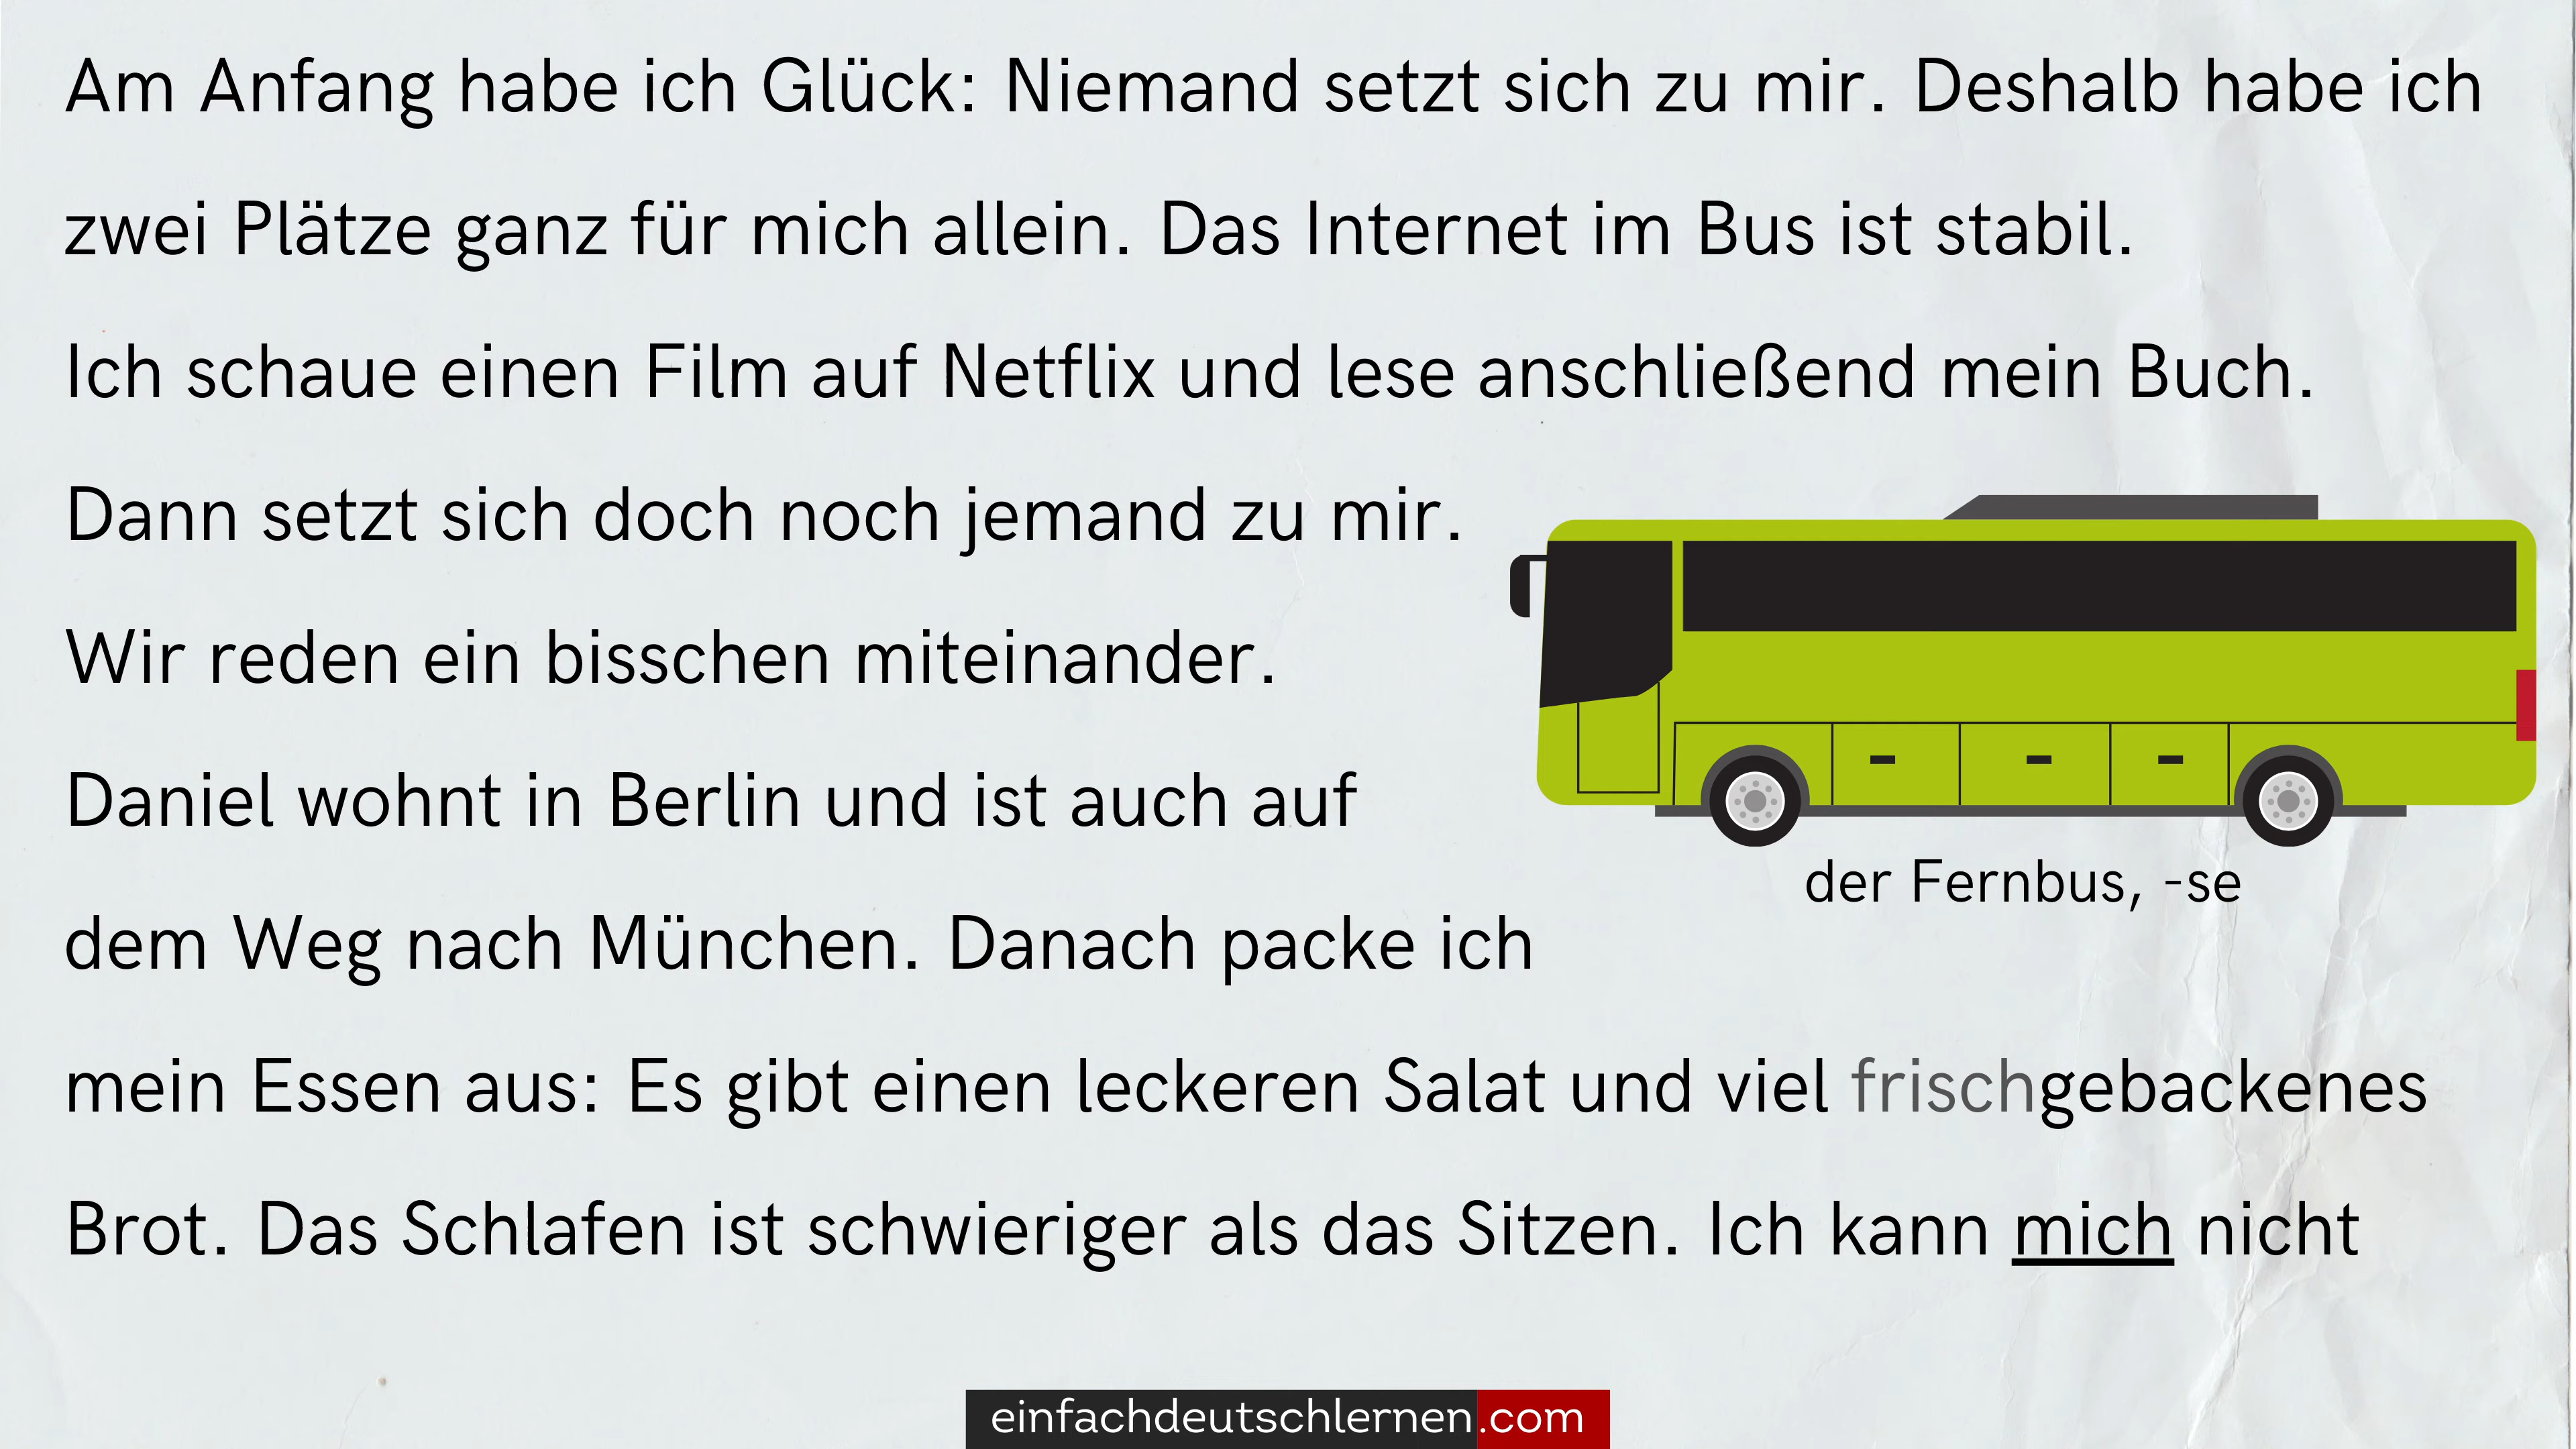 Am Anfang habe ich Glück: Niemand setzt sich zu mir. Deshalb habe ich
zwei Plätze ganz für mich allein. Das Internet im Bus ist stabil.
Ich schaue einen Film auf Netflix und lese anschließend mein Buch.
Dann setzt sich doch noch jemand zu mir.
Wir reden ein bisschen miteinander.
Daniel wohnt in Berlin und ist auch auf
dem Weg nach München. Danach packe ich
mein Essen aus: Es gibt einen leckeren Salat und viel frischgebackenes
Brot. Das Schlafen ist schwieriger als das Sitzen. Ich kann mich nicht
der Fernbus, -se
einfachdeutschlernen.com